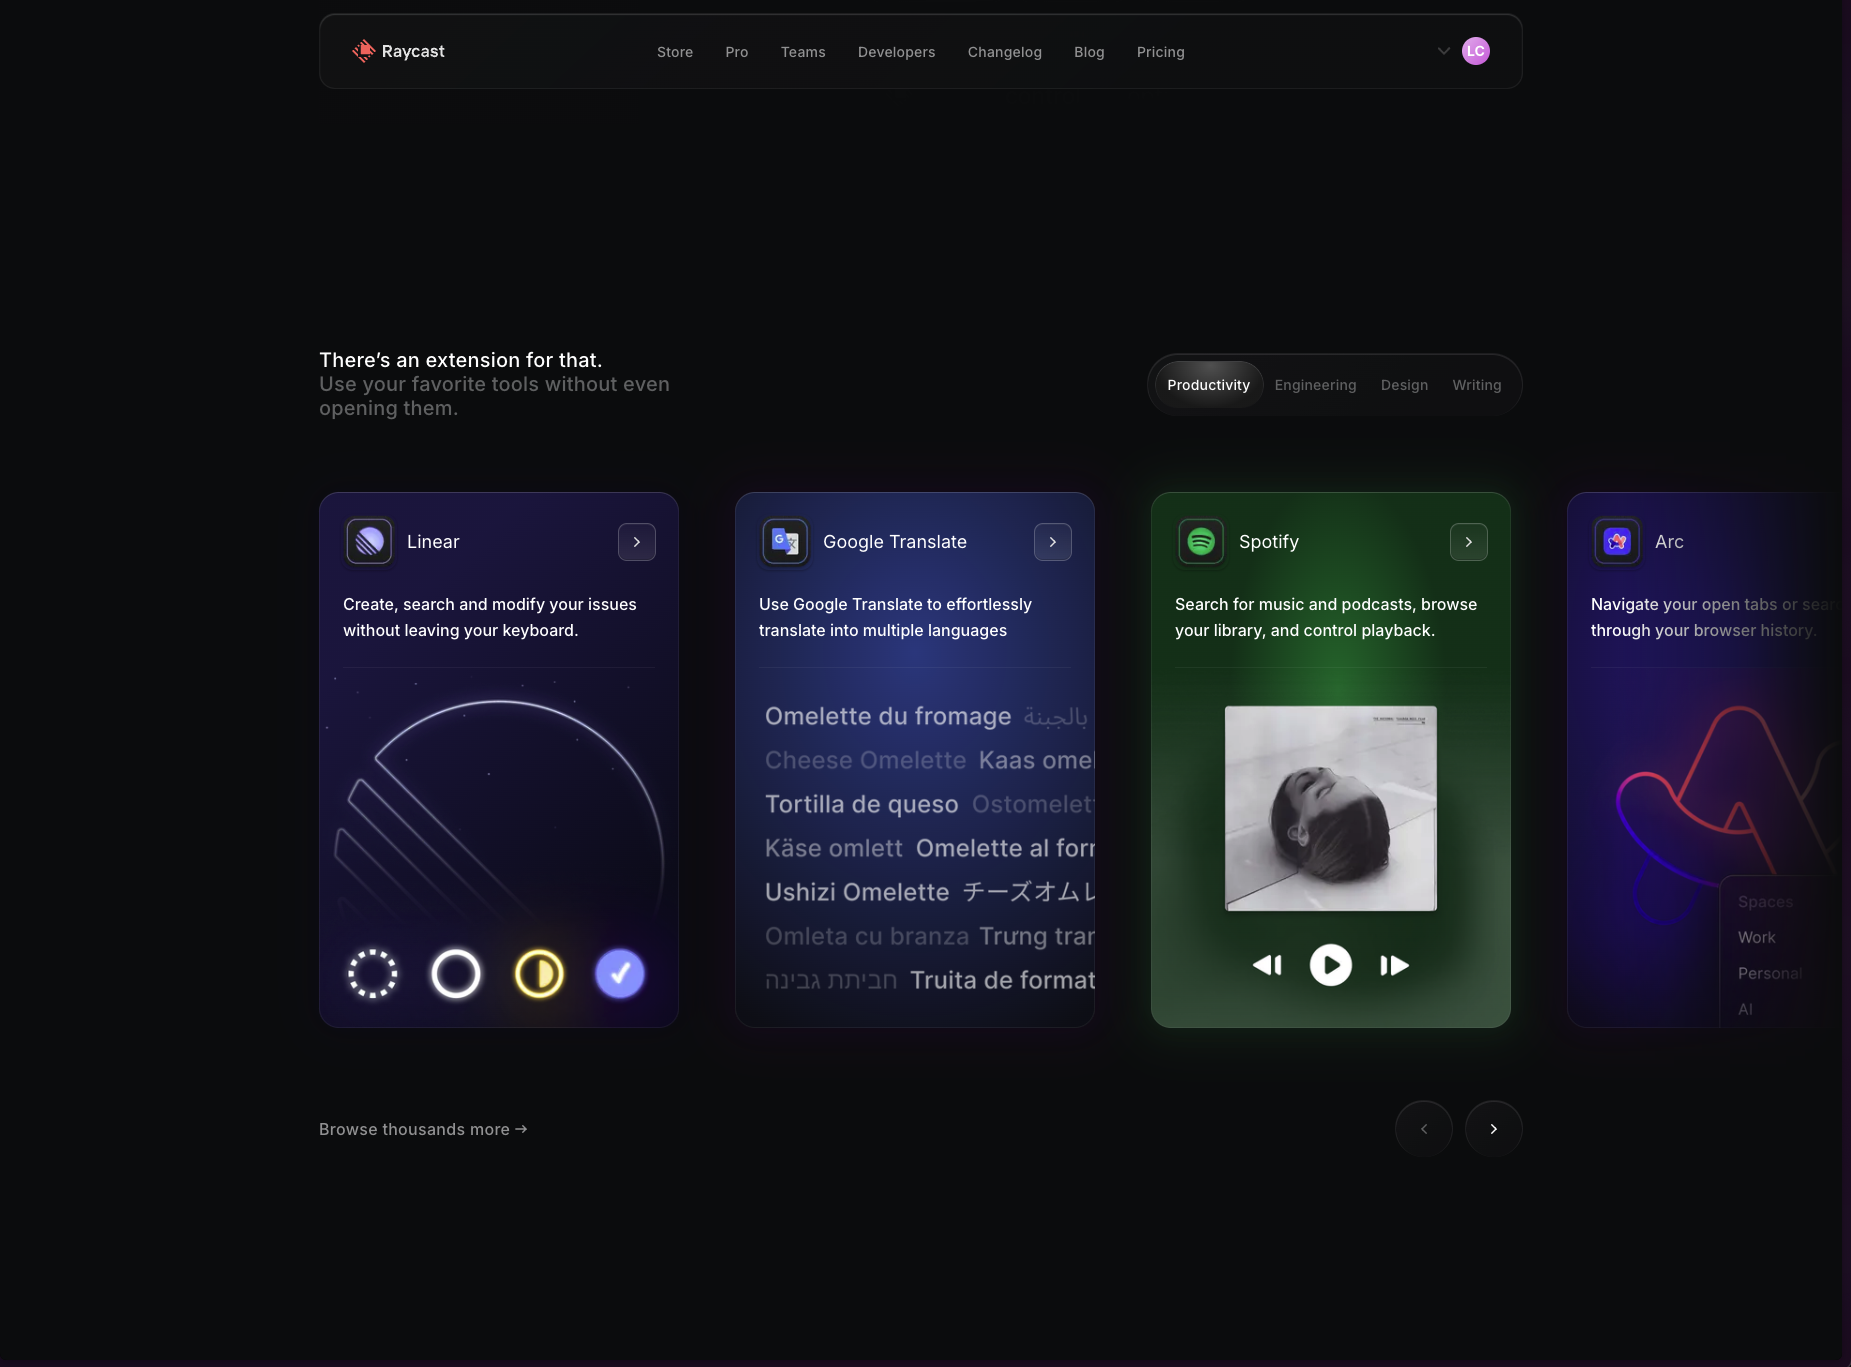 Raycast
Store
Pro
Teams
Developers
Changelog
Blog
Pricing
LC
There’s an extension for that.
Use your favorite tools without even
opening them.
Productivity
Engineering
Design
Writing
Linear
Create, search and modify your issues
without leaving your keyboard.
Google Translate
Use Google Translate to effortlessly
translate into multiple languages
Omelette du fromage بالجبنة
Cheese Omelette Kaas omel
Tortilla de queso Ostomelett
Käse omlett Omelette al forr
Ushizi Omelette チーズオムレ
Omleta cu branza Trưng trar
חביתת גבינה Truita de format
Spotify
Search for music and podcasts, browse
your library, and control playback.
Arc
Navigate your open tabs or sear
through your browser history.
Spaces
Work
Personal
AI
Browse thousands more →